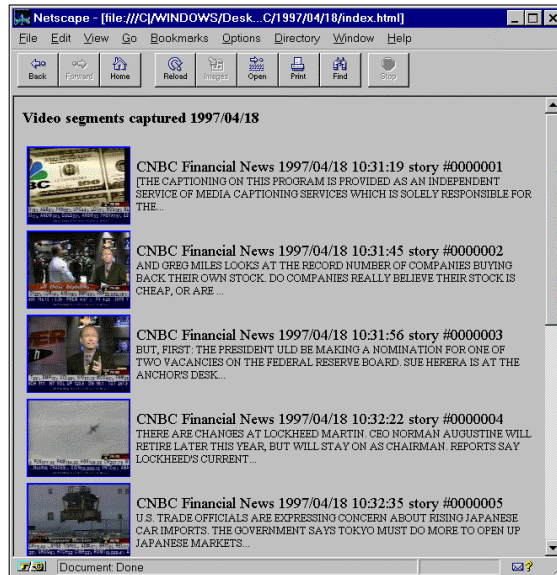 Netscape - [file:///C|/WINDOWS/Desk...C/1997/04/18/index.html]
File Edit View Go Bookmarks Options Directory Window Help
Back Forward Home Reload Images Open Print Find Stop
Video segments captured 1997/04/18
CNBC Financial News 1997/04/18 10:31:19 story #0000001
[THE CAPTIONING ON THIS PROGRAM IS PROVIDED AS AN INDEPENDENT
SERVICE OF MEDIA CAPTIONING SERVICES WHICH IS SOLELY RESPONSIBLE FOR
THE...
CNBC Financial News 1997/04/18 10:31:45 story #0000002
AND GREG MILES LOOKS AT THE RECORD NUMBER OF COMPANIES BUYING
BACK THEIR OWN STOCK. DO COMPANIES REALLY BELIEVE THEIR STOCK IS
CHEAP, OR ARE ...
CNBC Financial News 1997/04/18 10:31:56 story #0000003
BUT, FIRST: THE PRESIDENT ULD BE MAKING A NOMINATION FOR ONE OF
TWO VACANCIES ON THE FEDERAL RESERVE BOARD. SUE HERERA IS AT THE
ANCHOR'S DESK...
CNBC Financial News 1997/04/18 10:32:22 story #0000004
THERE ARE CHANGES AT LOCKHEED MARTIN. CEO NORMAN AUGUSTINE WILL
RETIRE LATER THIS YEAR, BUT WILL STAY ON AS CHAIRMAN. REPORTS SAY
LOCKHEED'S CURRENT...
CNBC Financial News 1997/04/18 10:32:35 story #0000005
U.S. TRADE OFFICIALS ARE EXPRESSING CONCERN ABOUT RISING JAPANESE
CAR IMPORTS. THE GOVERNMENT SAYS TOKYO MUST DO MORE TO OPEN UP
JAPANESE MARKETS...
Document: Done